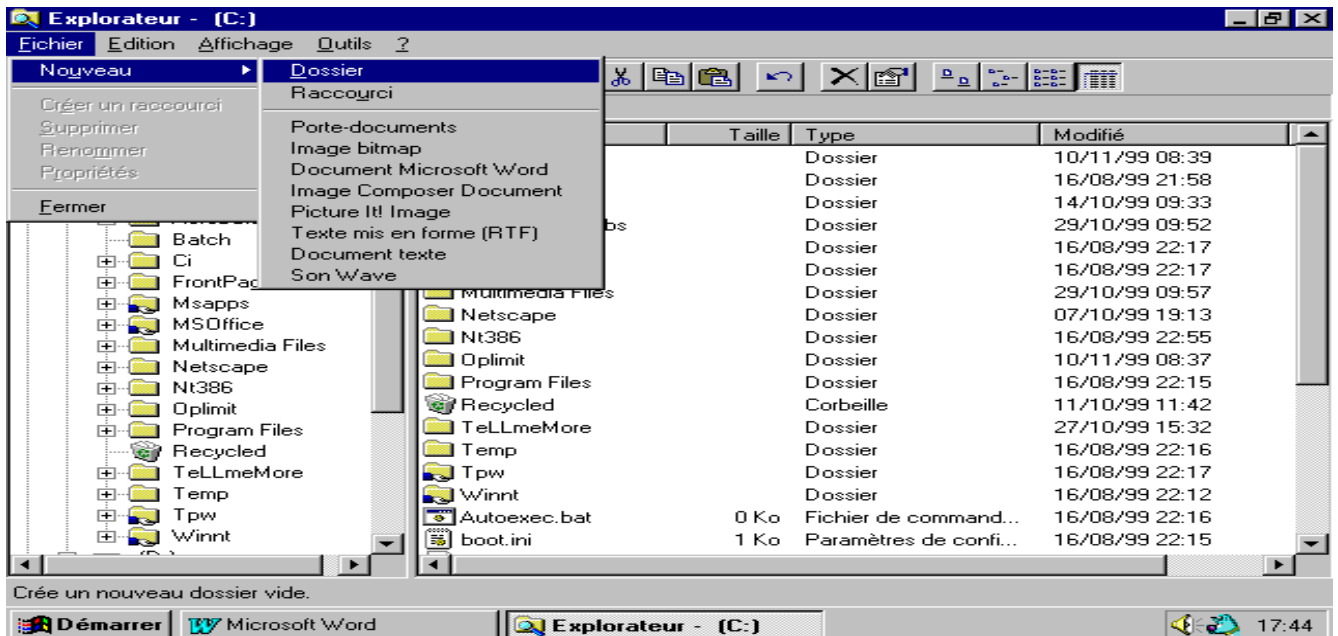 Explorateur - (C:)
Fichier Edition Affichage Outils ?
Nouveau
Créer un raccourci
Supprimer
Renommer
Propriétés
Fermer
Dossier
Raccourci
Porte-documents
Image bitmap
Document Microsoft Word
Image Composer Document
Picture It! Image
Texte mis en forme (RTF)
Document texte
Son Wave
Batch
Ci
Msapps
MSOffice
Multimedia Files
Netscape
Nt386
Oplimit
Program Files
Recycled
TeLLmeMore
Temp
Tpw
Winnt
Taille Type Modifié
Dossier 10/11/99 08:39
Dossier 16/08/99 21:58
Dossier 14/10/99 09:33
Dossier 29/10/99 09:52
Dossier 16/08/99 22:17
Dossier 16/08/99 22:17
Multimedia Files Dossier 29/10/99 09:57
Netscape Dossier 07/10/99 19:13
Nt386 Dossier 16/08/99 22:55
Oplimit Dossier 10/11/99 08:37
Program Files Dossier 16/08/99 22:15
Recycled Corbeille 11/10/99 11:42
TeLLmeMore Dossier 27/10/99 15:32
Temp Dossier 16/08/99 22:16
Tpw Dossier 16/08/99 22:17
Winnt Dossier 16/08/99 22:12
Autoexec.bat 0 Ko Fichier de command... 16/08/99 22:16
boot.ini 1 Ko Paramètres de confi... 16/08/99 22:15
Crée un nouveau dossier vide.
Démarrer Microsoft Word Explorateur - (C:) 17:44